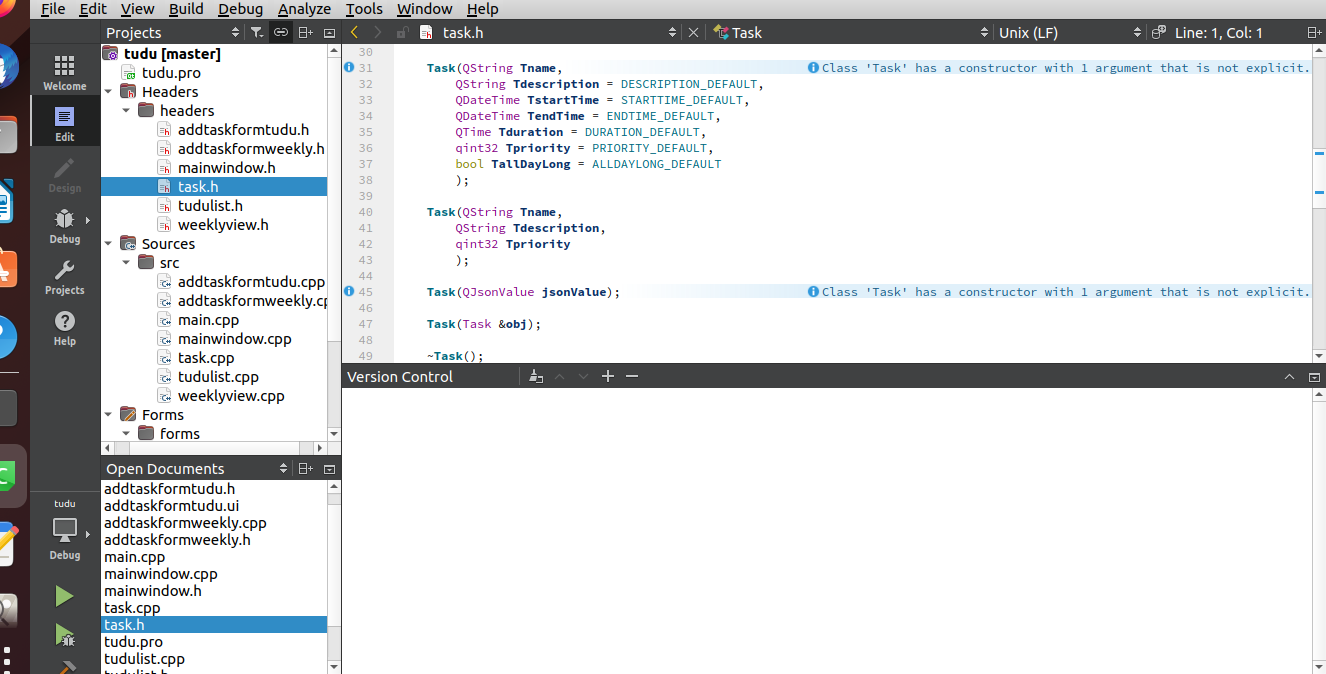 File Edit View Build Debug Analyze Tools Window Help
Projects
task.h
Task
Unix (LF)
Line: 1, Col: 1
Welcome
Edit
Design
Debug
Projects
Help
tudu
Debug
tudu [master]
tudu.pro
Headers
headers
addtaskformtudu.h
addtaskformweekly.h
mainwindow.h
task.h
tudulist.h
weeklyview.h
Sources
src
addtaskformtudu.cpp
addtaskformweekly.cp
main.cpp
mainwindow.cpp
task.cpp
tudulist.cpp
weeklyview.cpp
Forms
forms
Open Documents
addtaskformtudu.h
addtaskformtudu.ui
addtaskformweekly.cpp
addtaskformweekly.h
main.cpp
mainwindow.cpp
mainwindow.h
task.cpp
task.h
tudu.pro
tudulist.cpp
tudulist.h
30
31 Task(QString Tname, Class 'Task' has a constructor with 1 argument that is not explicit.
32 QString Tdescription = DESCRIPTION_DEFAULT,
33 QDateTime TstartTime = STARTTIME_DEFAULT,
34 QDateTime TendTime = ENDTIME_DEFAULT,
35 QTime Tduration = DURATION_DEFAULT,
36 qint32 Tpriority = PRIORITY_DEFAULT,
37 bool TallDayLong = ALLDAYLONG_DEFAULT
38 );
39
40 Task(QString Tname,
41 QString Tdescription,
42 qint32 Tpriority
43 );
44
45 Task(QJsonValue jsonValue); Class 'Task' has a constructor with 1 argument that is not explicit.
46
47 Task(Task &obj);
48
49 ~Task();
Version Control